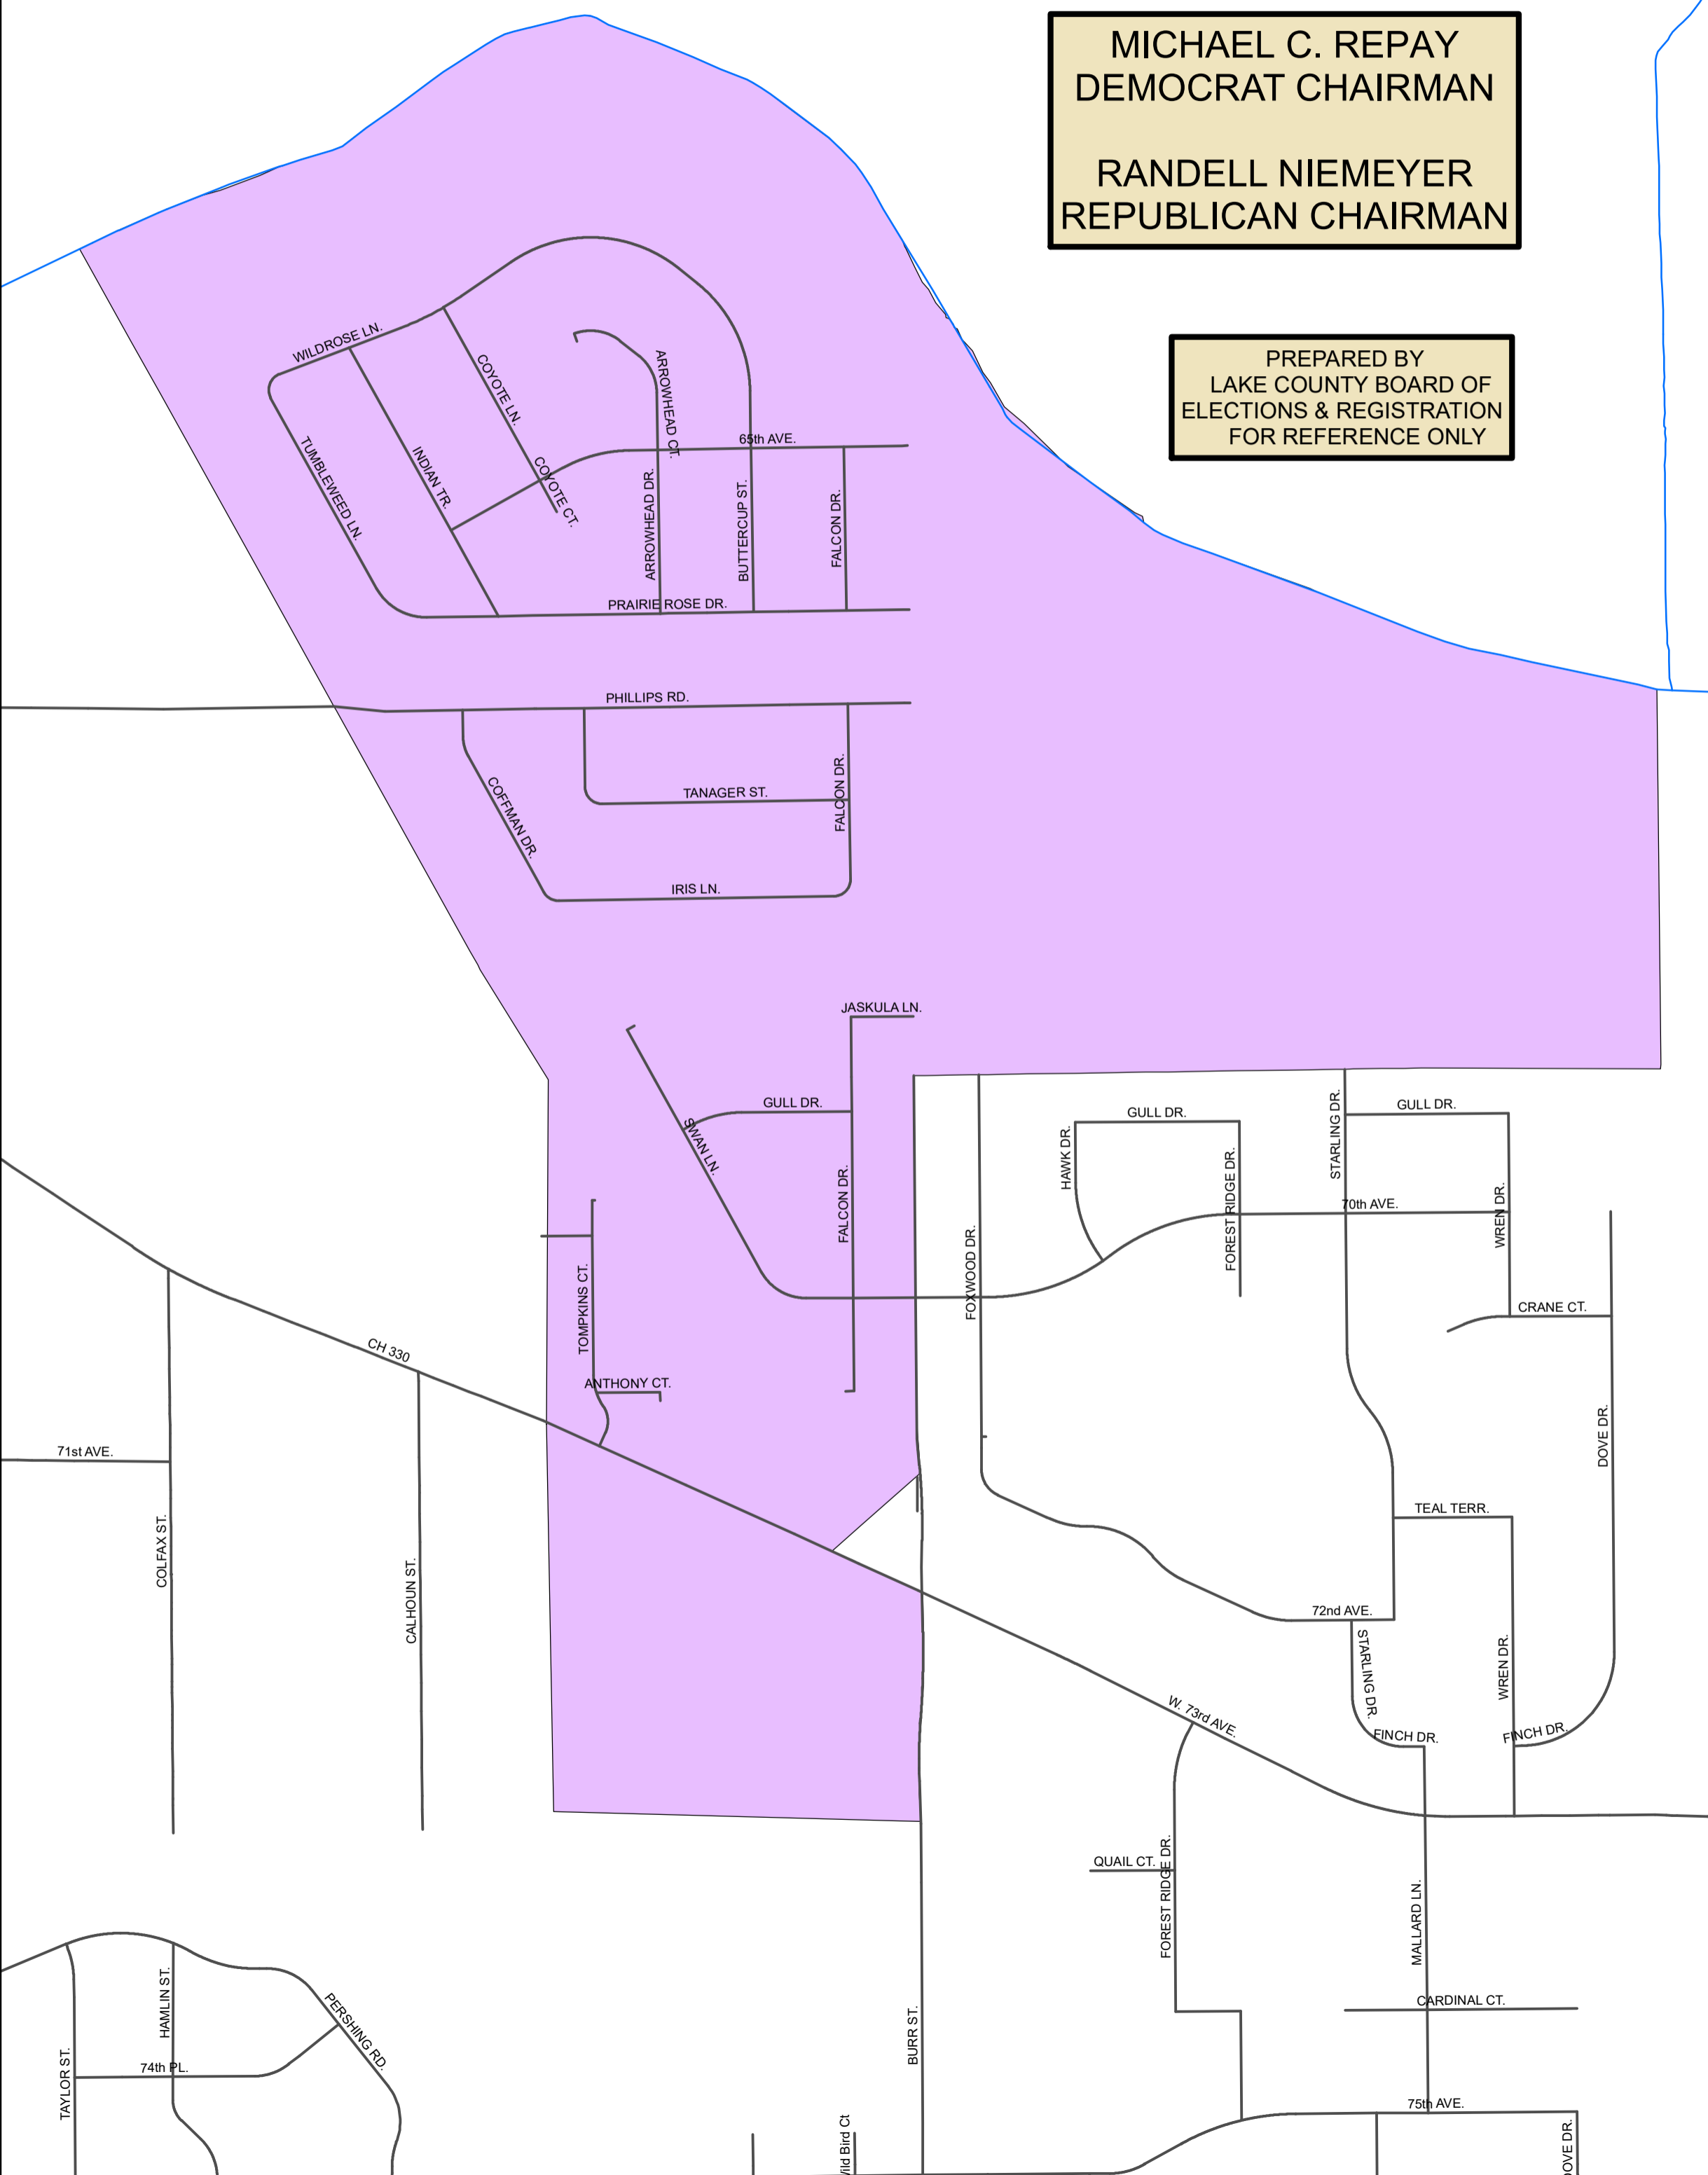 MICHAEL C. REPAY
DEMOCRAT CHAIRMAN
RANDELL NIEMEYER
REPUBLICAN CHAIRMAN
PREPARED BY
LAKE COUNTY BOARD OF
ELECTIONS & REGISTRATION
FOR REFERENCE ONLY
WILDROSE LN.
COYOTE LN.
ARROWHEAD CT.
65th AVE.
TUMBLEWEED LN.
INDIAN TR.
COYOTE CT.
ARROWHEAD DR.
BUTTERCUP ST.
FALCON DR.
PRAIRIE ROSE DR.
PHILLIPS RD.
COFFMAN DR.
TANAGER ST.
FALCON DR.
IRIS LN.
JASKULA LN.
GULL DR.
SWAN LN.
FALCON DR.
TOMPKINS CT.
ANTHONY CT.
GULL DR.
HAWK DR.
FOREST RIDGE DR.
STARLING DR.
GULL DR.
70th AVE.
WREN DR.
FOXWOOD DR.
CRANE CT.
CH 330
DOVE DR.
71st AVE.
COLFAX ST.
CALHOUN ST.
TEAL TERR.
72nd AVE.
STARLING DR.
WREN DR.
W. 73rd AVE.
FINCH DR.
FINCH DR.
QUAIL CT.
FOREST RIDGE DR.
MALLARD LN.
CARDINAL CT.
HAMLIN ST.
PERSHING RD.
BURR ST.
TAYLOR ST.
74th PL.
75th AVE.
Bird Ct
DOVE DR.